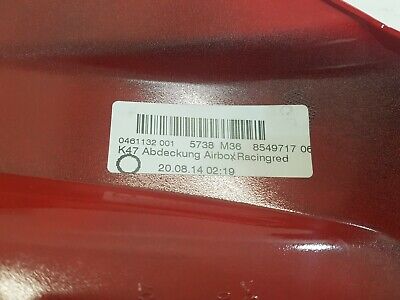 0461132 001 5738 M36 8549717 06
K47 Abdeckung Airbox Racingred
20.08.14 02:19